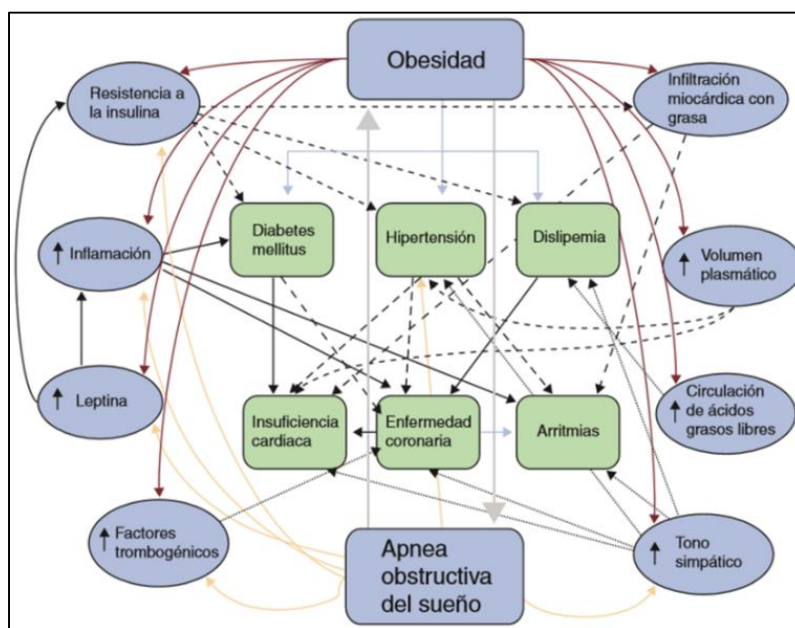 Obesidad
Resistencia a
la insulina
Infiltración
miocárdica con
grasa
Diabetes
mellitus
Hipertensión
Dislipemia
Inflamación
Volumen
plasmático
Leptina
Insuficiencia
cardiaca
Enfermedad
coronaria
Arritmias
Circulación
de ácidos
grasos libres
Factores
trombogénicos
Apnea
obstructiva
del sueño
Tono
simpático